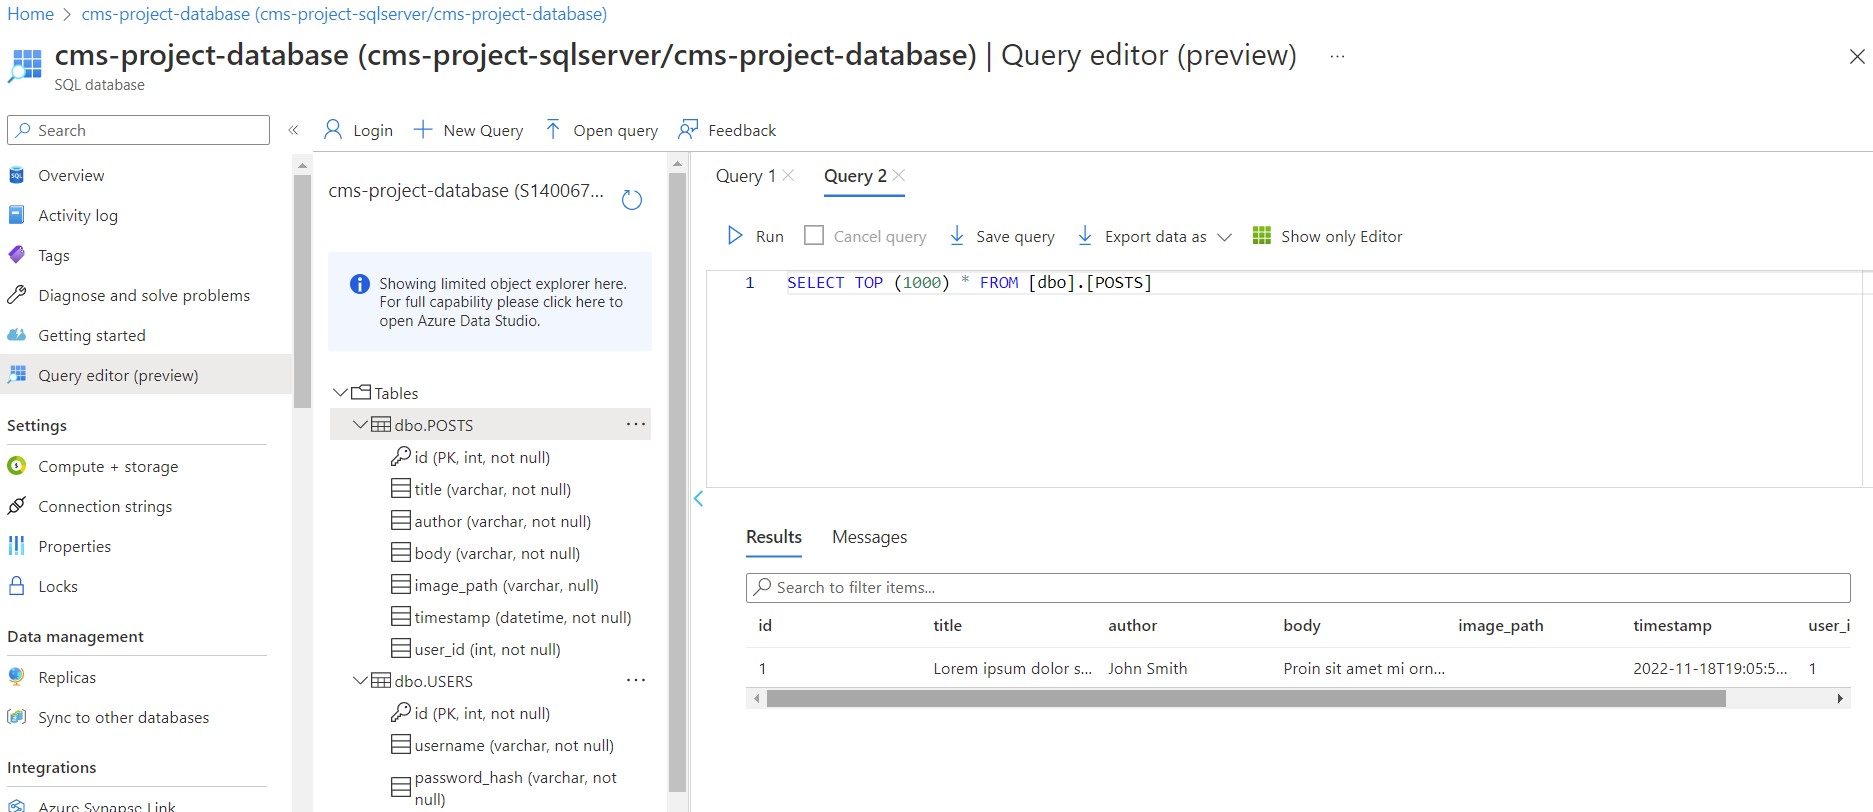 Home > cms-project-database (cms-project-sqlserver/cms-project-database)
cms-project-database (cms-project-sqlserver/cms-project-database) | Query editor (preview) ...
SQL database
Search
«
Login
New Query
Open query
Feedback
Overview
Activity log
Tags
Diagnose and solve problems
Getting started
Query editor (preview)
Settings
Compute + storage
Connection strings
Properties
Locks
Data management
Replicas
Sync to other databases
Integrations
Azure Synapse Link
cms-project-database (S140067...
Showing limited object explorer here.
For full capability please click here to
open Azure Data Studio.
Tables
dbo.POSTS ...
id (PK, int, not null)
title (varchar, not null)
author (varchar, not null)
body (varchar, not null)
image_path (varchar, null)
timestamp (datetime, not null)
user_id (int, not null)
dbo.USERS ...
id (PK, int, not null)
username (varchar, not null)
password_hash (varchar, not
null)
Query 1
Query 2
Run
Cancel query
Save query
Export data as
Show only Editor
1 SELECT TOP (1000) * FROM [dbo].[POSTS]
Results
Messages
Search to filter items...
id title author body image_path timestamp user_i
1 Lorem ipsum dolor s... John Smith Proin sit amet mi orn... 2022-11-18T19:05:5... 1